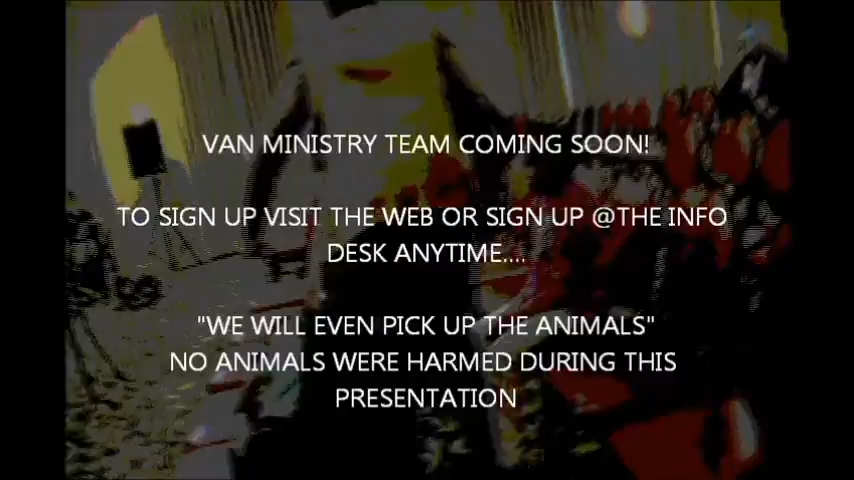 VAN MINISTRY TEAM COMING SOON!
TO SIGN UP VISIT THE WEB OR SIGN UP @THE INFO
DESK ANYTIME....
"WE WILL EVEN PICK UP THE ANIMALS"
NO ANIMALS WERE HARMED DURING THIS
PRESENTATION